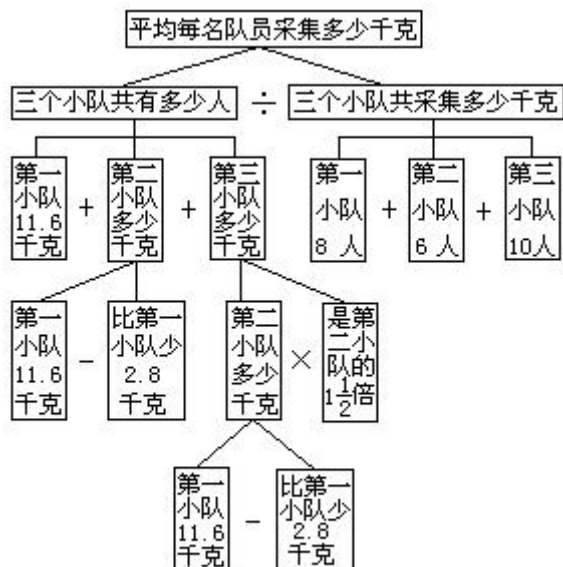 平均每名队员采集多少千克
三个小队共有多少人 ÷ 三个小队共采集多少千克
第一
小队
11.6
千克
+
第二
小队
多少
千克
+
第三
小队
多少
千克
第一
小队
8 人
+
第二
小队
6 人
+
第三
小队
10人
第一
小队
11.6
千克
－
比第一
小队少
2.8
千克
第二
小队
多少
千克
×
是第
二小
队的
1 1/2 倍
第一
小队
11.6
千克
－
比第一
小队少
2.8
千克